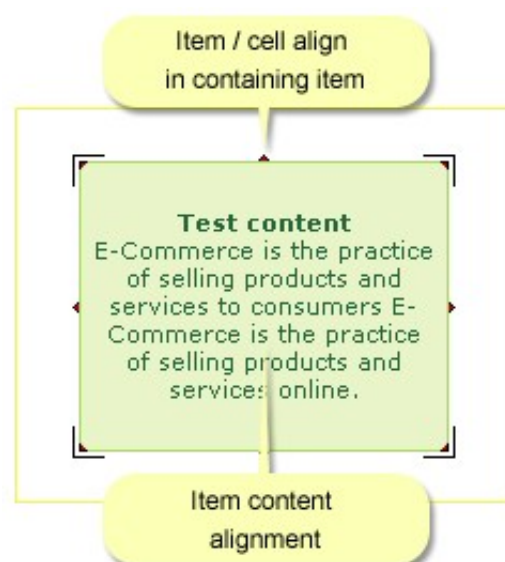 Item / cell align
in containing item
Test content
E-Commerce is the practice
of selling products and
services to consumers E-
Commerce is the practice
of selling products and
services online.
Item content
alignment